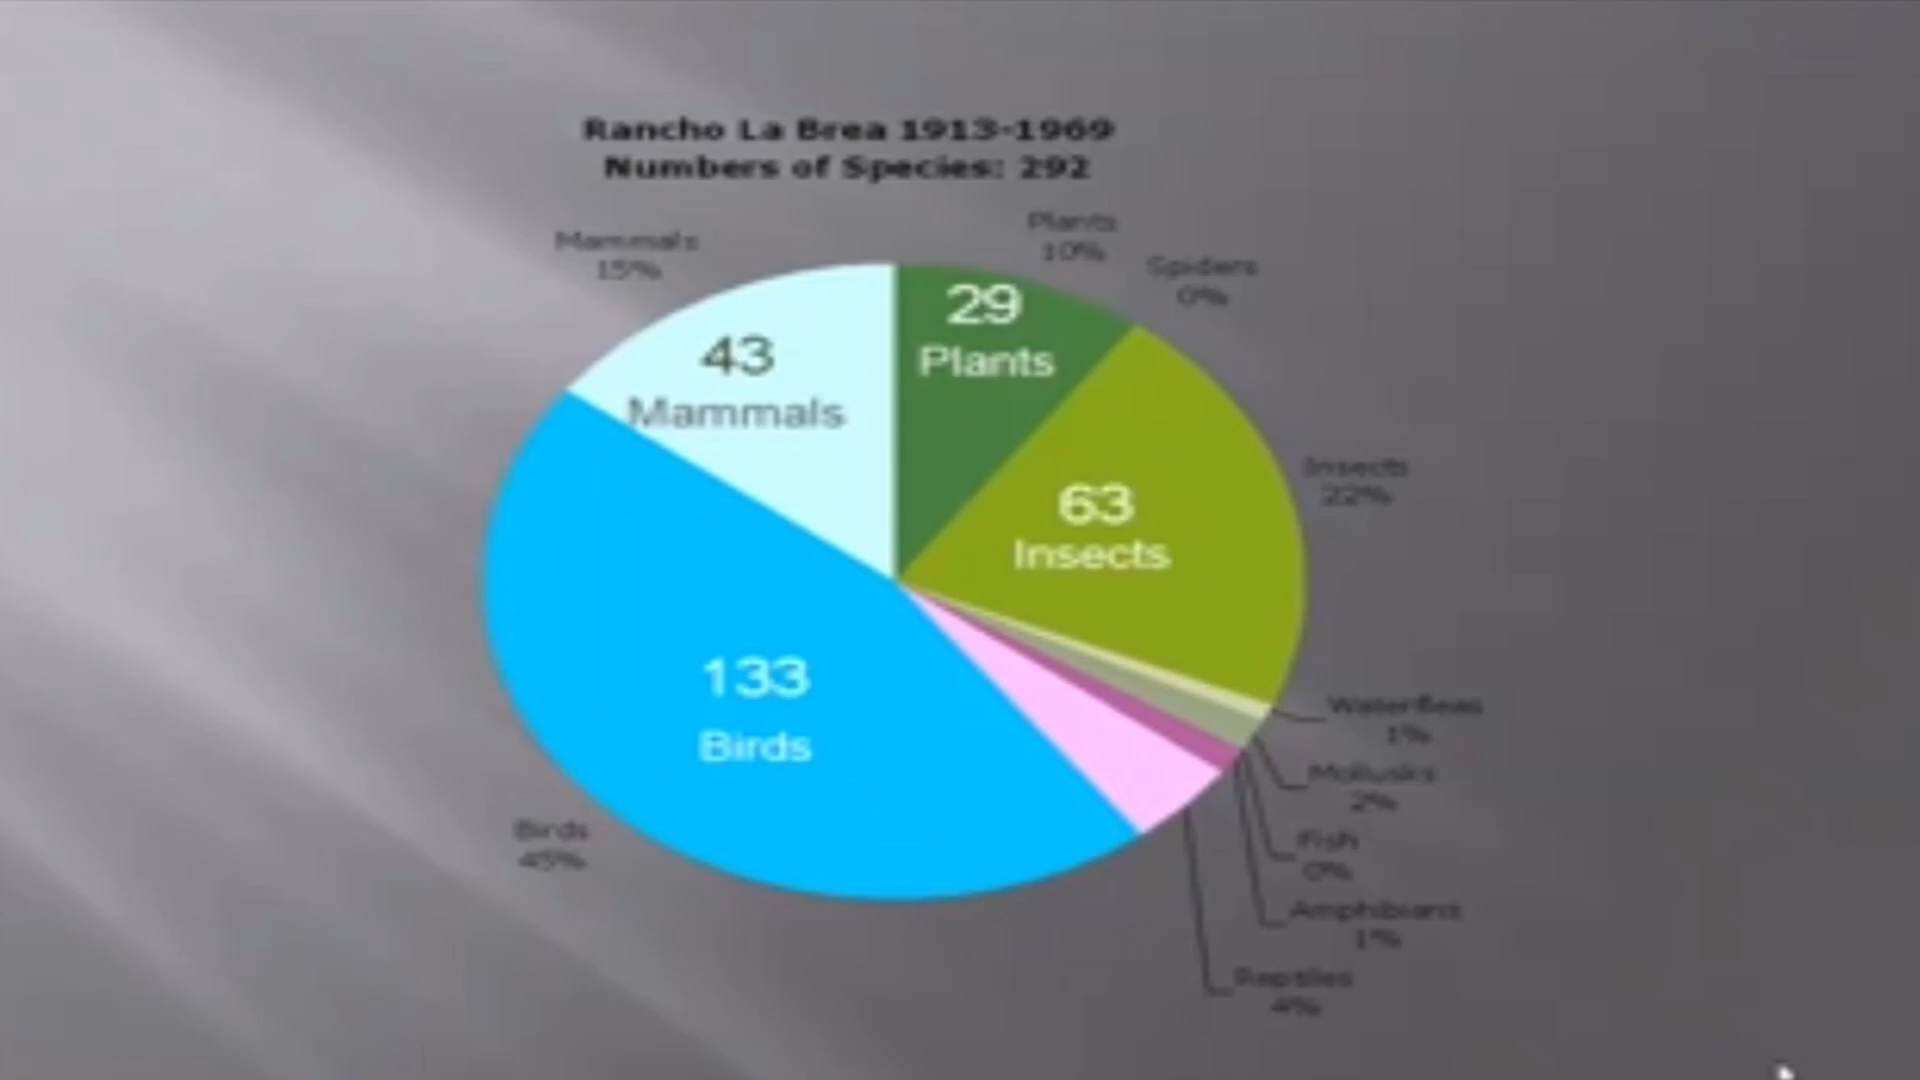 Rancho La Brea 1913-1969
Numbers of Species: 292
Mammals
15%
Plants
10%
Spiders
0%
29
Plants
43
Mammals
Insects
22%
63
Insects
133
Birds
Waterfleas
1%
Mollusks
2%
Fish
0%
Birds
45%
Amphibians
1%
Reptiles
4%